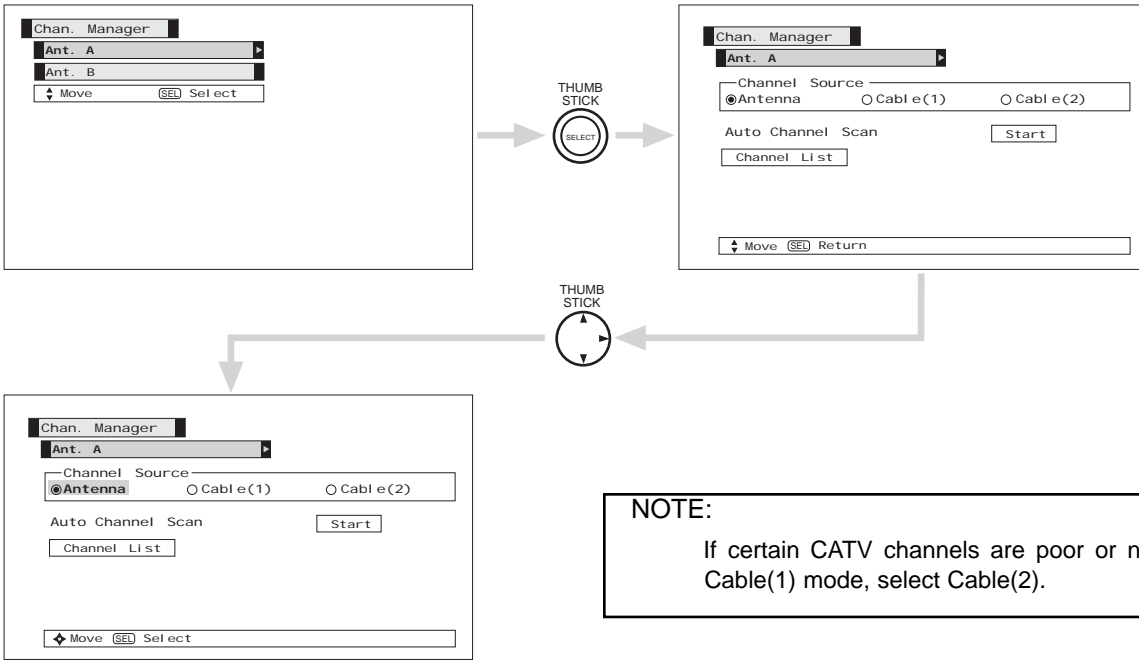 Chan. Manager
Ant. A
Ant. B
Move SEL Select
THUMB
STICK
SELECT
Chan. Manager
Ant. A
Channel Source
Antenna Cable(1) Cable(2)
Auto Channel Scan Start
Channel List
Move SEL Return
THUMB
STICK
Chan. Manager
Ant. A
Channel Source
Antenna Cable(1) Cable(2)
Auto Channel Scan Start
Channel List
Move SEL Select
NOTE:
If certain CATV channels are poor or
Cable(1) mode, select Cable(2).